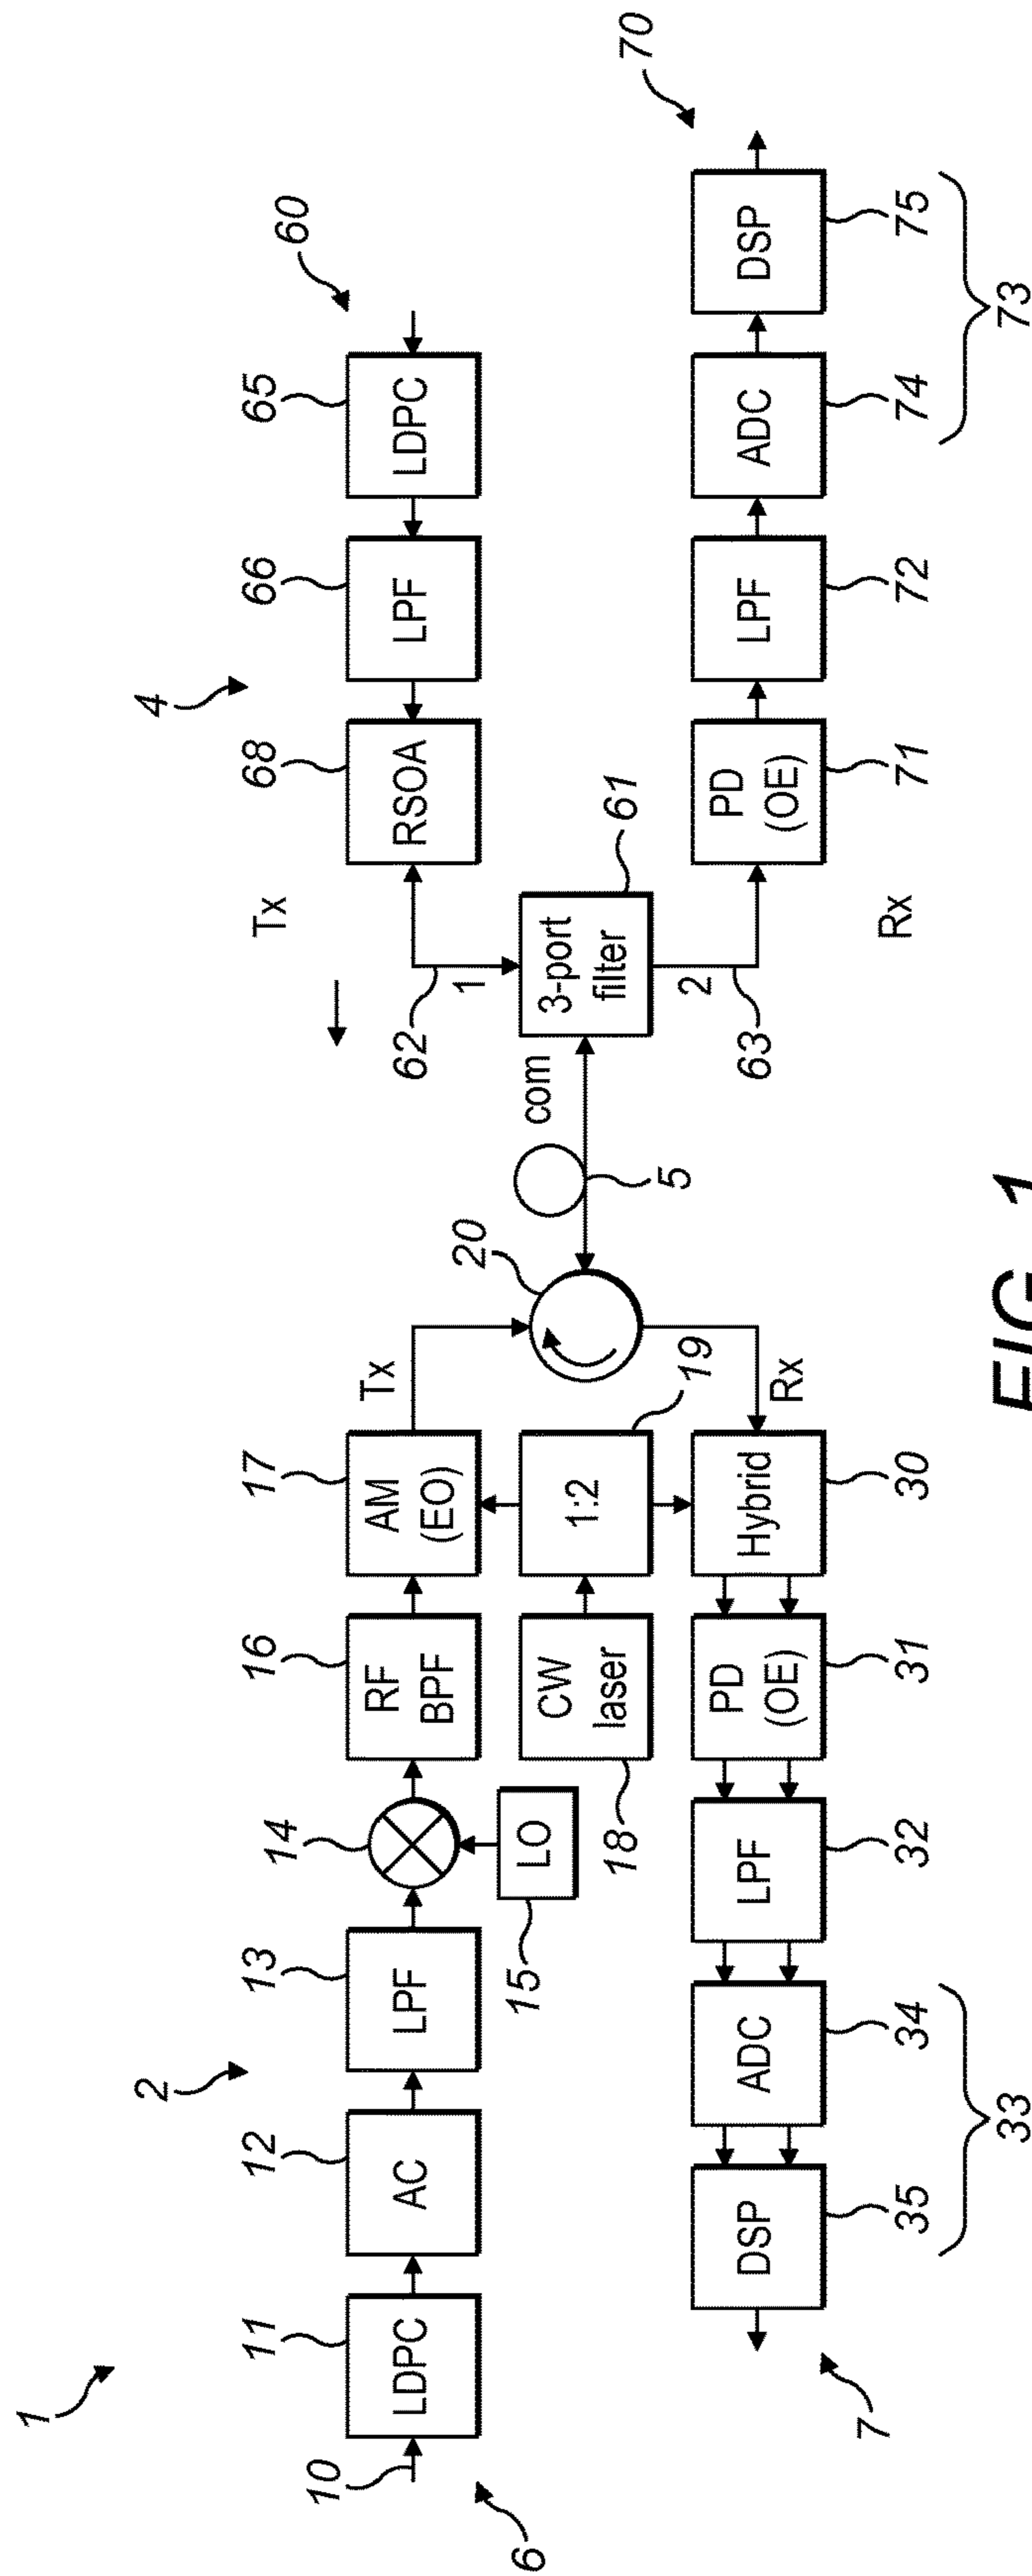 1
2
4
60
70
10
11
12
13
14
16
17
20
68
66
65
LDPC
AC
LPF
RF
BPF
AM
(EO)
Tx
Tx
RSOA
LPF
LDPC
6
15
LO
18
CW
laser
1:2
19
5
com
62
1
3-port
filter
61
2
63
DSP
ADC
LPF
PD
(OE)
Hybrid
Rx
PD
(OE)
LPF
ADC
DSP
7
35
34
32
31
30
Rx
71
72
74
75
33
73
FIG. 1